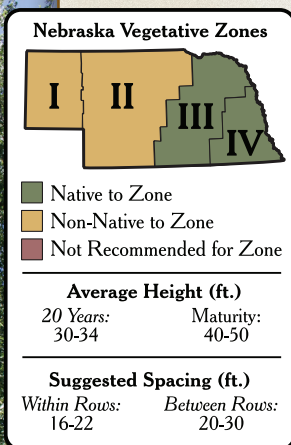 Nebraska Vegetative Zones
I II III IV
Native to Zone
Non-Native to Zone
Not Recommended for Zone
Average Height (ft.)
20 Years: Maturity:
30-34 40-50
Suggested Spacing (ft.)
Within Rows: Between Rows:
16-22 20-30